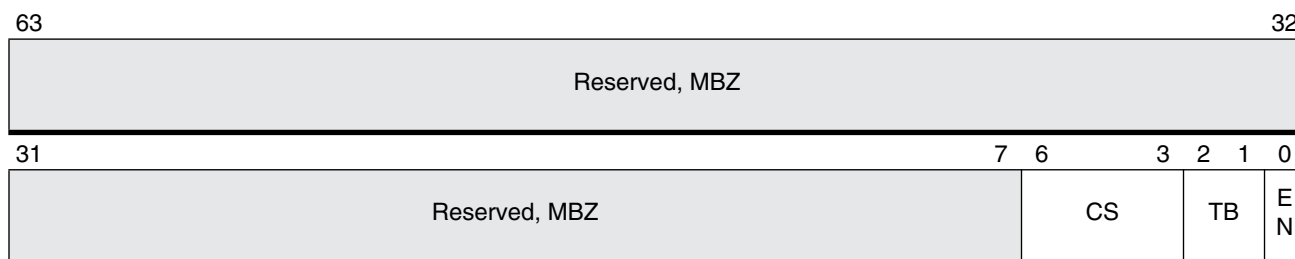 63 32
Reserved, MBZ
31 7 6 3 2 1 0
Reserved, MBZ CS TB E
N